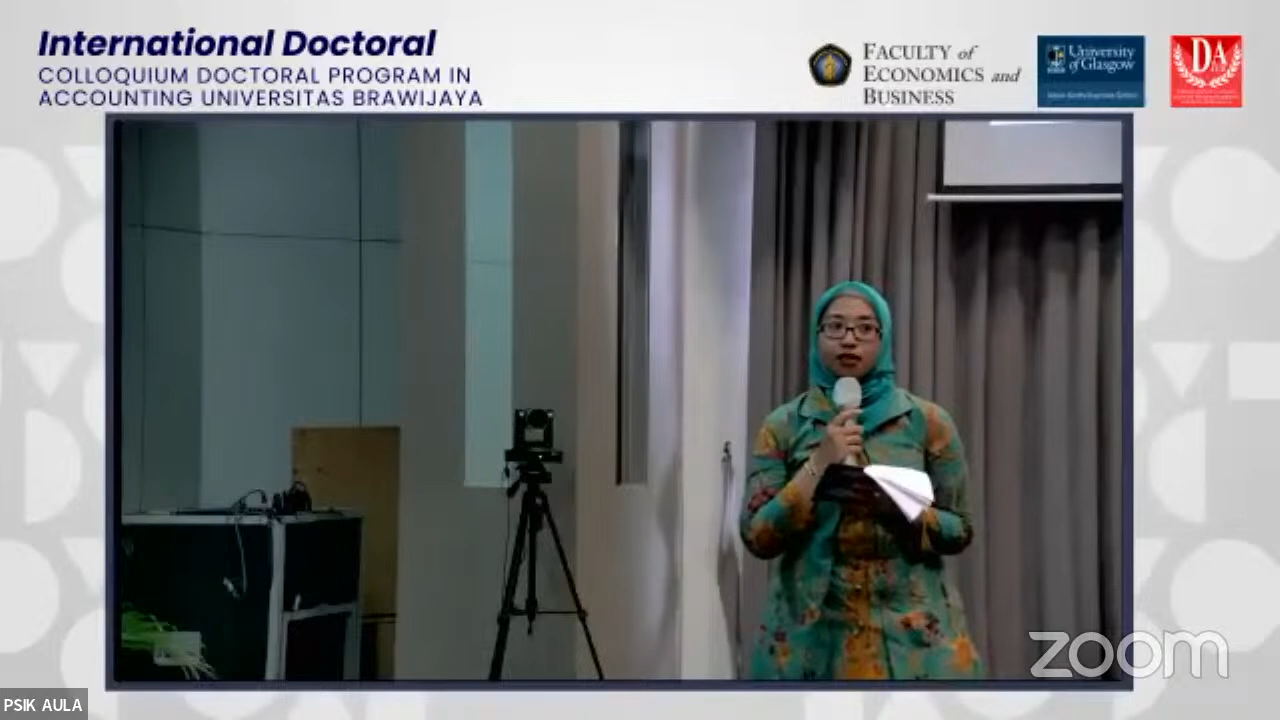 International Doctoral
COLLOQUIUM DOCTORAL PROGRAM IN
ACCOUNTING UNIVERSITAS BRAWIJAYA
FACULTY of
ECONOMICS and
BUSINESS
University
of Glasgow
DA
zoom
PSIK AULA